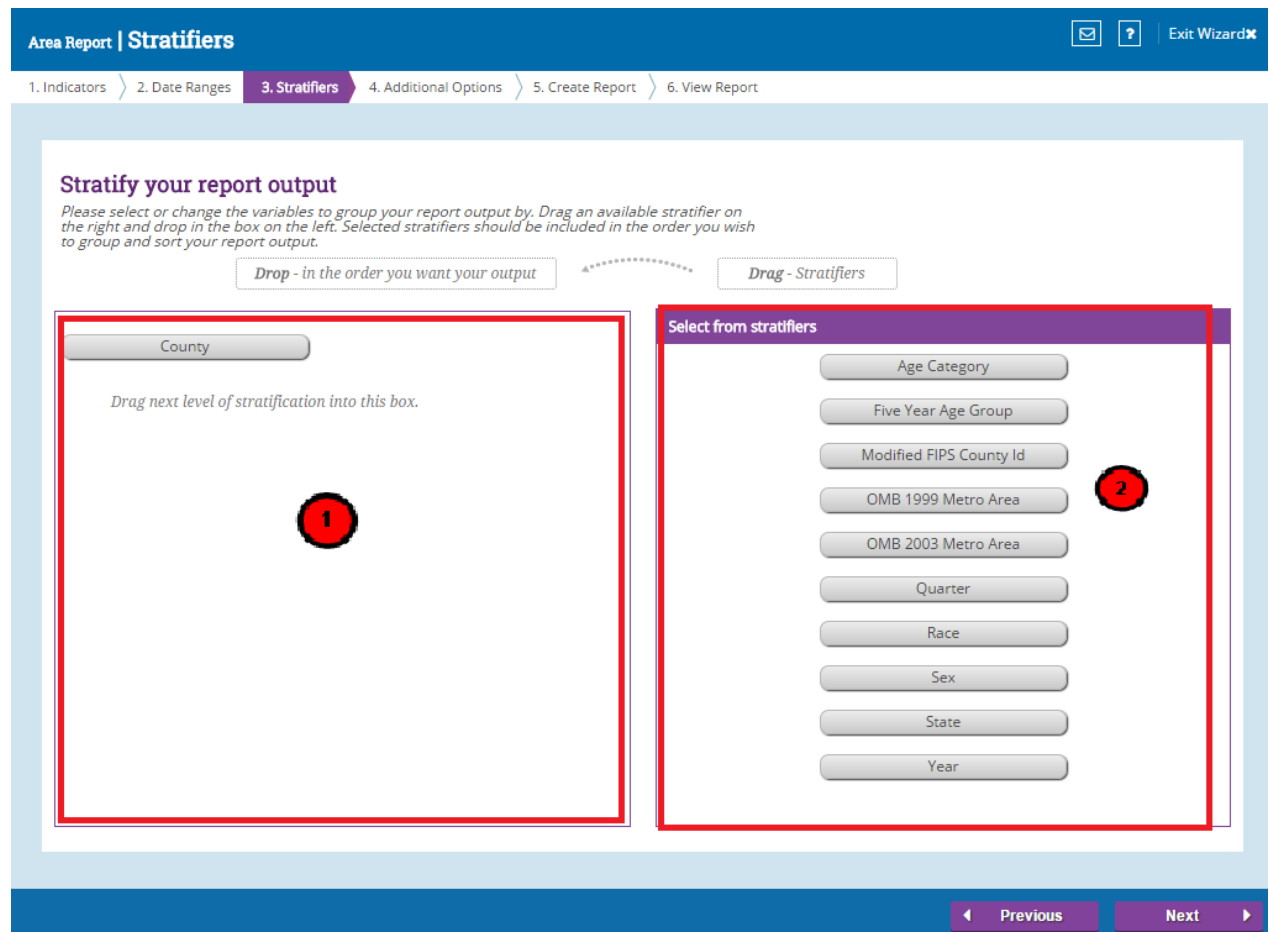 Area Report | Stratifiers
? Exit Wizard✖
1. Indicators 2. Date Ranges 3. Stratifiers 4. Additional Options 5. Create Report 6. View Report
Stratify your report output
Please select or change the variables to group your report output by. Drag an available stratifier on
the right and drop in the box on the left. Selected stratifiers should be included in the order you wish
to group and sort your report output.
Drop - in the order you want your output
Drag - Stratifiers
County
Drag next level of stratification into this box.
1
Select from stratifiers
Age Category
Five Year Age Group
Modified FIPS County Id
OMB 1999 Metro Area
OMB 2003 Metro Area
Quarter
Race
Sex
State
Year
2
Previous
Next